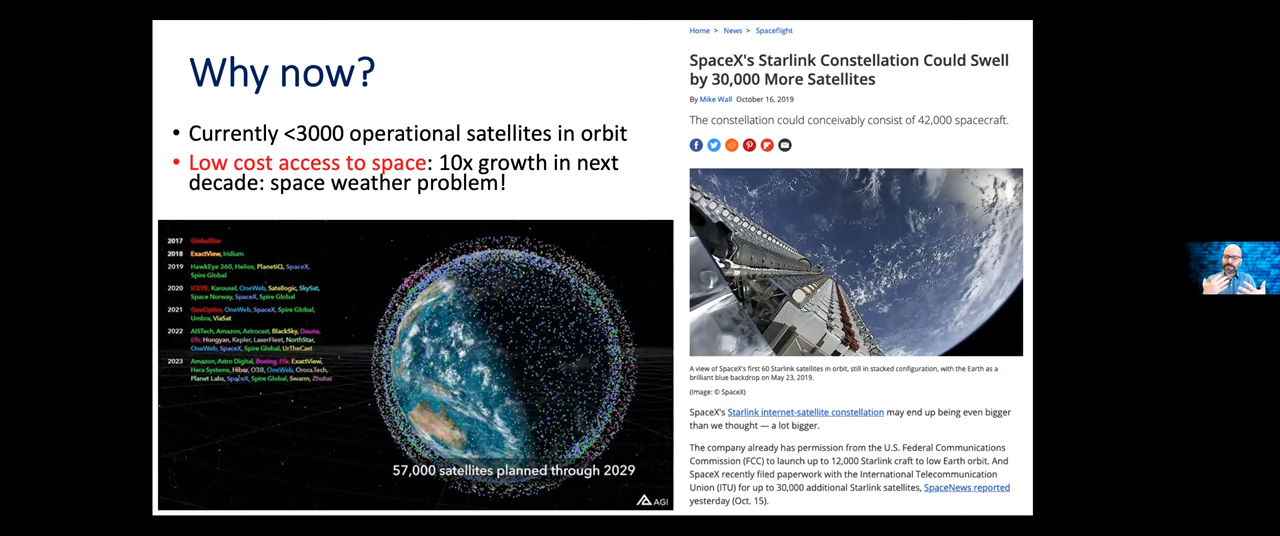 Why now?
• Currently <3000 operational satellites in orbit
• Low cost access to space: 10x growth in next
decade: space weather problem!
2017 GlobalStar
2018 ExactView, Iridium
2019 HawkEye 360, Helios, PlanetiQ, SpaceX,
Spire Global
2020 ICEYE, Karousel, OneWeb, Satellogic, SkySat,
Space Norway, SpaceX, Spire Global
2021 GeoOptics, OneWeb, SpaceX, Spire Global,
Umbra, ViaSat
2022 AISTech, Amazon, Astrocast, BlackSky, Dauria,
Efir, Hongyan, Kepler, LaserFleet, NorthStar,
OneWeb, SpaceX, Spire Global, UrTheCast
2023 Amazon, Astro Digital, Boeing, Efir, ExactView,
Hera Systems, Hiber, O3B, OneWeb, OroraTech,
Planet Labs, SpaceX, Spire Global, Swarm, Zhuhai
57,000 satellites planned through 2029
AGI
Home > News > Spaceflight
SpaceX's Starlink Constellation Could Swell
by 30,000 More Satellites
By Mike Wall October 16, 2019
The constellation could conceivably consist of 42,000 spacecraft.
A view of SpaceX's first 60 Starlink satellites in orbit, still in stacked configuration, with the Earth as a
brilliant blue backdrop on May 23, 2019.
(Image: © SpaceX)
SpaceX's Starlink internet-satellite constellation may end up being even bigger
than we thought — a lot bigger.
The company already has permission from the U.S. Federal Communications
Commission (FCC) to launch up to 12,000 Starlink craft to low Earth orbit. And
SpaceX recently filed paperwork with the International Telecommunication
Union (ITU) for up to 30,000 additional Starlink satellites, SpaceNews reported
yesterday (Oct. 15).